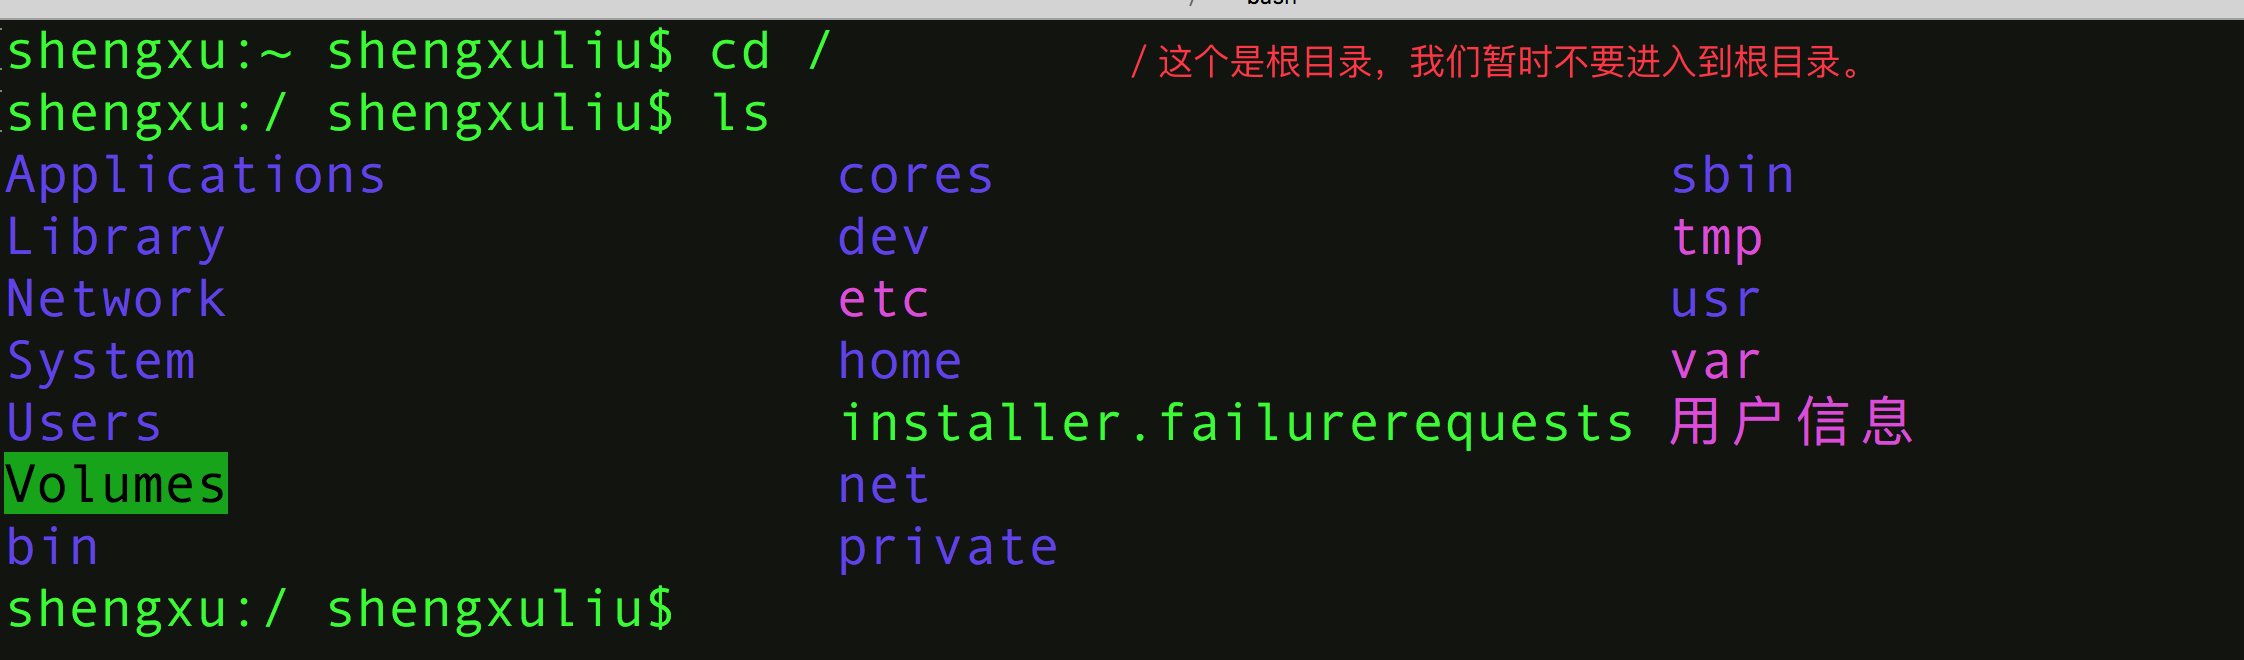 shengxu:~ shengxuliu$ cd / / 这个是根目录，我们暂时不要进入到根目录。
shengxu:/ shengxuliu$ ls
Applications cores sbin
Library dev tmp
Network etc usr
System home var
Users installer.failurerequests 用户信息
Volumes net
bin private
shengxu:/ shengxuliu$